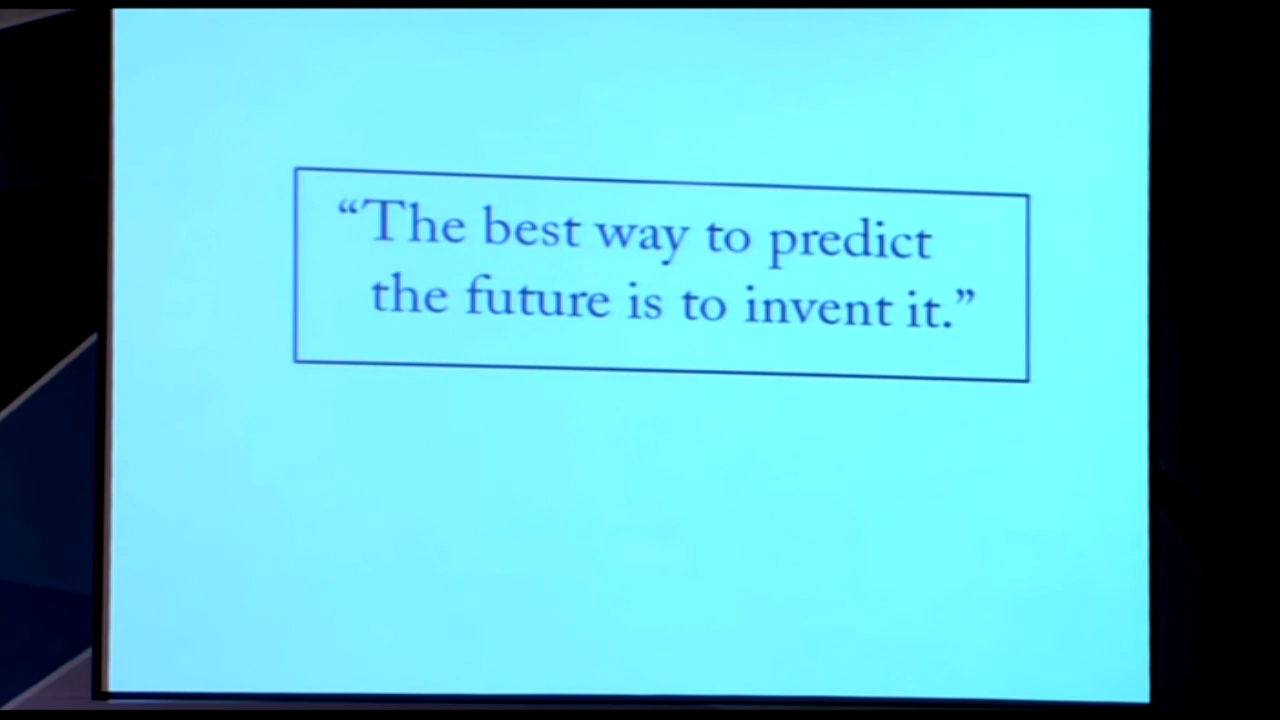 “The best way to predict
the future is to invent it.”